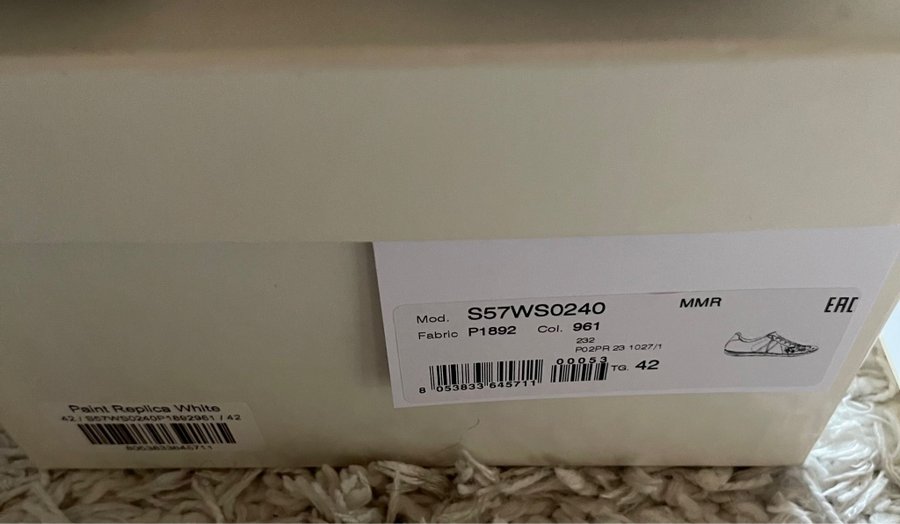 Mod. S57WS0240 MMR EAC
Fabric P1892 Col. 961
232
P02PR 23 1027/1
00053
TG. 42
8 053833 645711
Paint Replica White
42 / S57WS0240P1892961 / 42
8053833645711